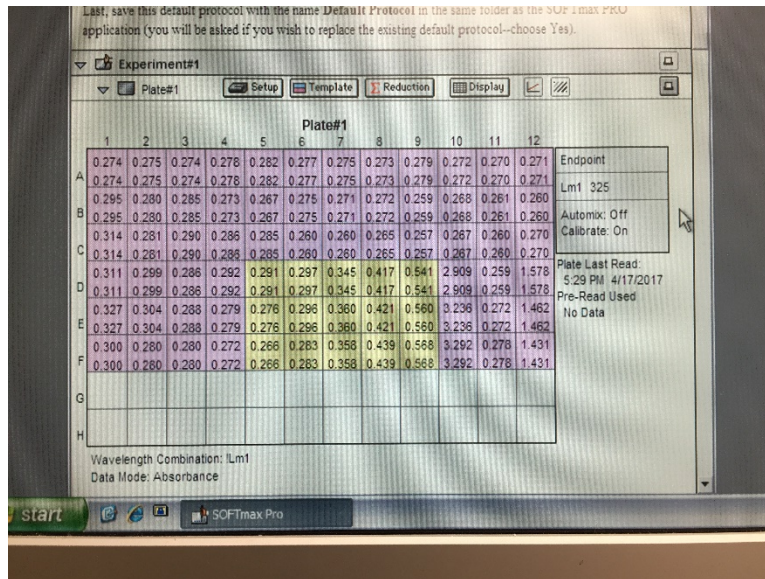 Last, save this default protocol with the name Default Protocol in the same folder as the SOFTmax PRO
application (you will be asked if you wish to replace the existing default protocol--choose Yes).
Experiment#1
Plate#1 Setup Template Reduction Display
Plate#1
1 2 3 4 5 6 7 8 9 10 11 12
0.274 0.275 0.274 0.278 0.282 0.277 0.275 0.273 0.279 0.272 0.270 0.271 Endpoint
A 0.274 0.275 0.274 0.278 0.282 0.277 0.275 0.273 0.279 0.272 0.270 0.271
Lm1 325
0.295 0.280 0.285 0.273 0.267 0.275 0.271 0.272 0.259 0.268 0.261 0.260
B 0.295 0.280 0.285 0.273 0.267 0.275 0.271 0.272 0.259 0.268 0.261 0.260 Automix: Off
0.314 0.281 0.290 0.286 0.285 0.260 0.260 0.265 0.257 0.267 0.260 0.270 Calibrate: On
C 0.314 0.281 0.290 0.286 0.285 0.260 0.260 0.265 0.257 0.267 0.260 0.270
0.311 0.299 0.286 0.292 0.291 0.297 0.345 0.417 0.541 2.909 0.259 1.578 Plate Last Read:
D 0.311 0.299 0.286 0.292 0.291 0.297 0.345 0.417 0.541 2.909 0.259 1.578 5:29 PM 4/17/2017
Pre-Read Used
0.327 0.304 0.288 0.279 0.276 0.296 0.360 0.421 0.560 3.236 0.272 1.462 No Data
E 0.327 0.304 0.288 0.279 0.276 0.296 0.360 0.421 0.560 3.236 0.272 1.462
0.300 0.280 0.280 0.272 0.266 0.283 0.358 0.439 0.568 3.292 0.278 1.431
F 0.300 0.280 0.280 0.272 0.266 0.283 0.358 0.439 0.568 3.292 0.278 1.431
G
H
Wavelength Combination: !Lm1
Data Mode: Absorbance
start SOFTmax Pro